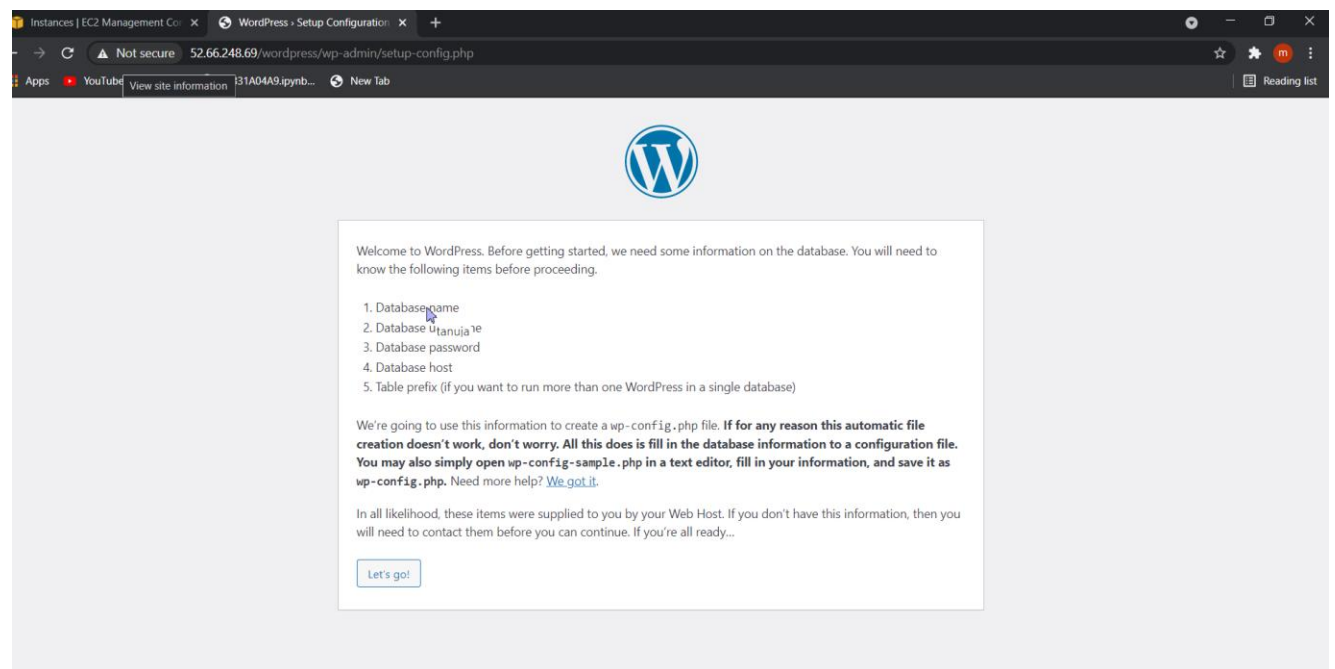 Instances | EC2 Management Cor
WordPress › Setup Configuration
Not secure 52.66.248.69/wordpress/wp-admin/setup-config.php
m
Apps YouTube 331A04A9.ipynb... New Tab Reading list
View site information
Welcome to WordPress. Before getting started, we need some information on the database. You will need to
know the following items before proceeding.
1. Database name
2. Database
tanuja
3. Database password
4. Database host
5. Table prefix (if you want to run more than one WordPress in a single database)
We're going to use this information to create a wp-config.php file. If for any reason this automatic file
creation doesn't work, don't worry. All this does is fill in the database information to a configuration file.
You may also simply open wp-config-sample.php in a text editor, fill in your information, and save it as
wp-config.php. Need more help? We got it.
In all likelihood, these items were supplied to you by your Web Host. If you don't have this information, then you
will need to contact them before you can continue. If you're all ready...
Let's go!